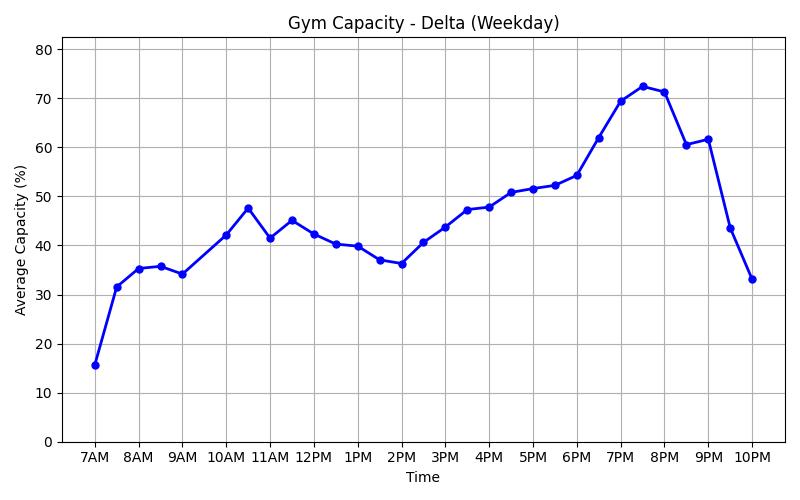 Gym Capacity - Delta (Weekday)
Average Capacity (%)
80
70
60
50
40
30
20
10
0
7AM 8AM 9AM 10AM 11AM 12PM 1PM 2PM 3PM 4PM 5PM 6PM 7PM 8PM 9PM 10PM
Time